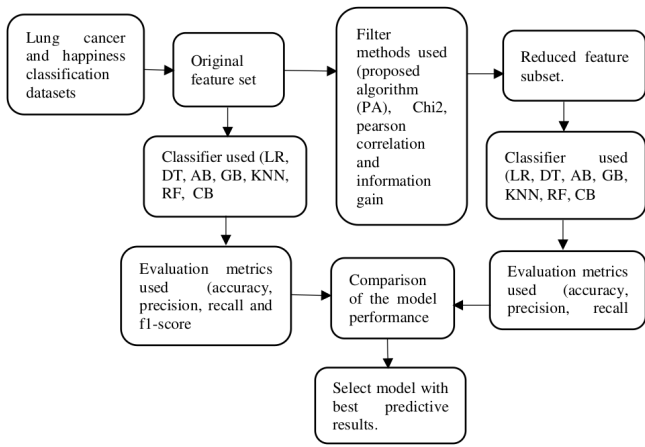 Lung cancer
and happiness
classification
datasets
Original
feature set
Filter
methods used
(proposed
algorithm
(PA), Chi2,
pearson
correlation
and
information
gain
Reduced feature
subset.
Classifier used (LR,
DT, AB, GB, KNN,
RF, CB
Classifier used
(LR, DT, AB, GB,
KNN, RF, CB
Evaluation metrics
used (accuracy,
precision, recall and
f1-score
Comparison
of the model
performance
Evaluation metrics
used (accuracy,
precision, recall
Select model with
best predictive
results.